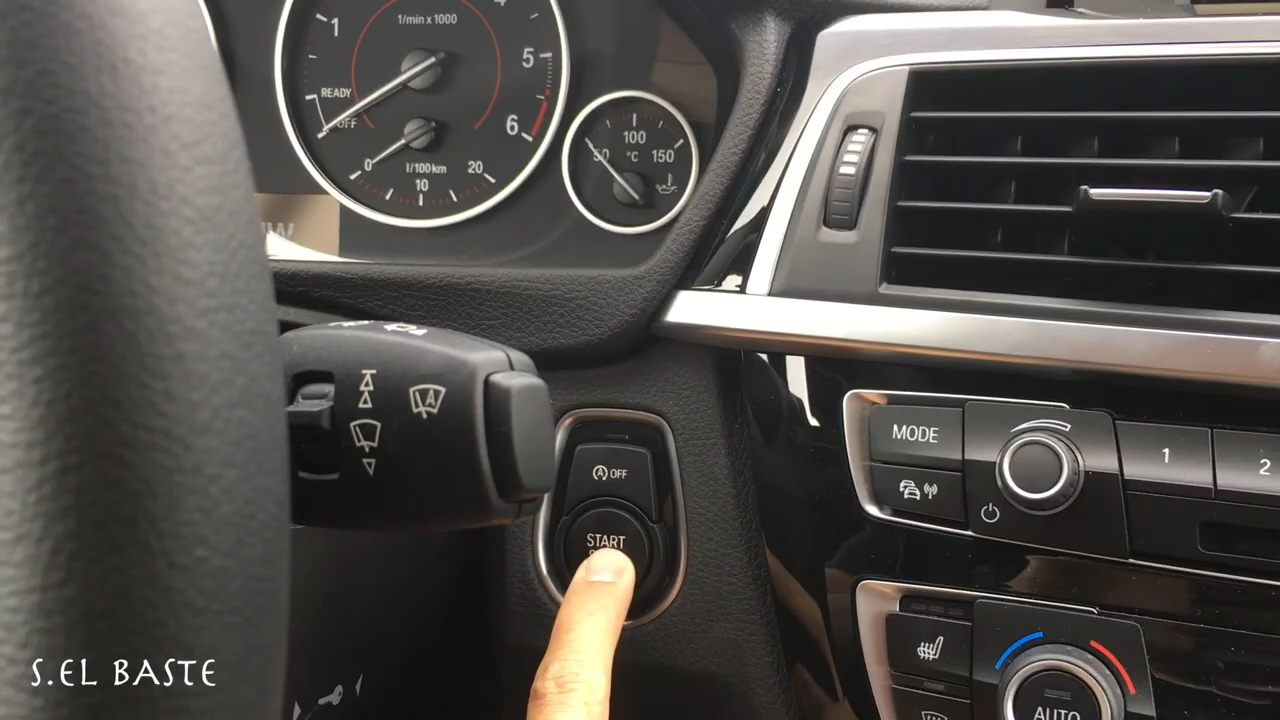 1
1/min x 1000
5
READY
OFF
6
0
l/100km
20
10
100
50
°C
150
MODE
1
2
A OFF
START
A
AUTO
S.EL BASTE